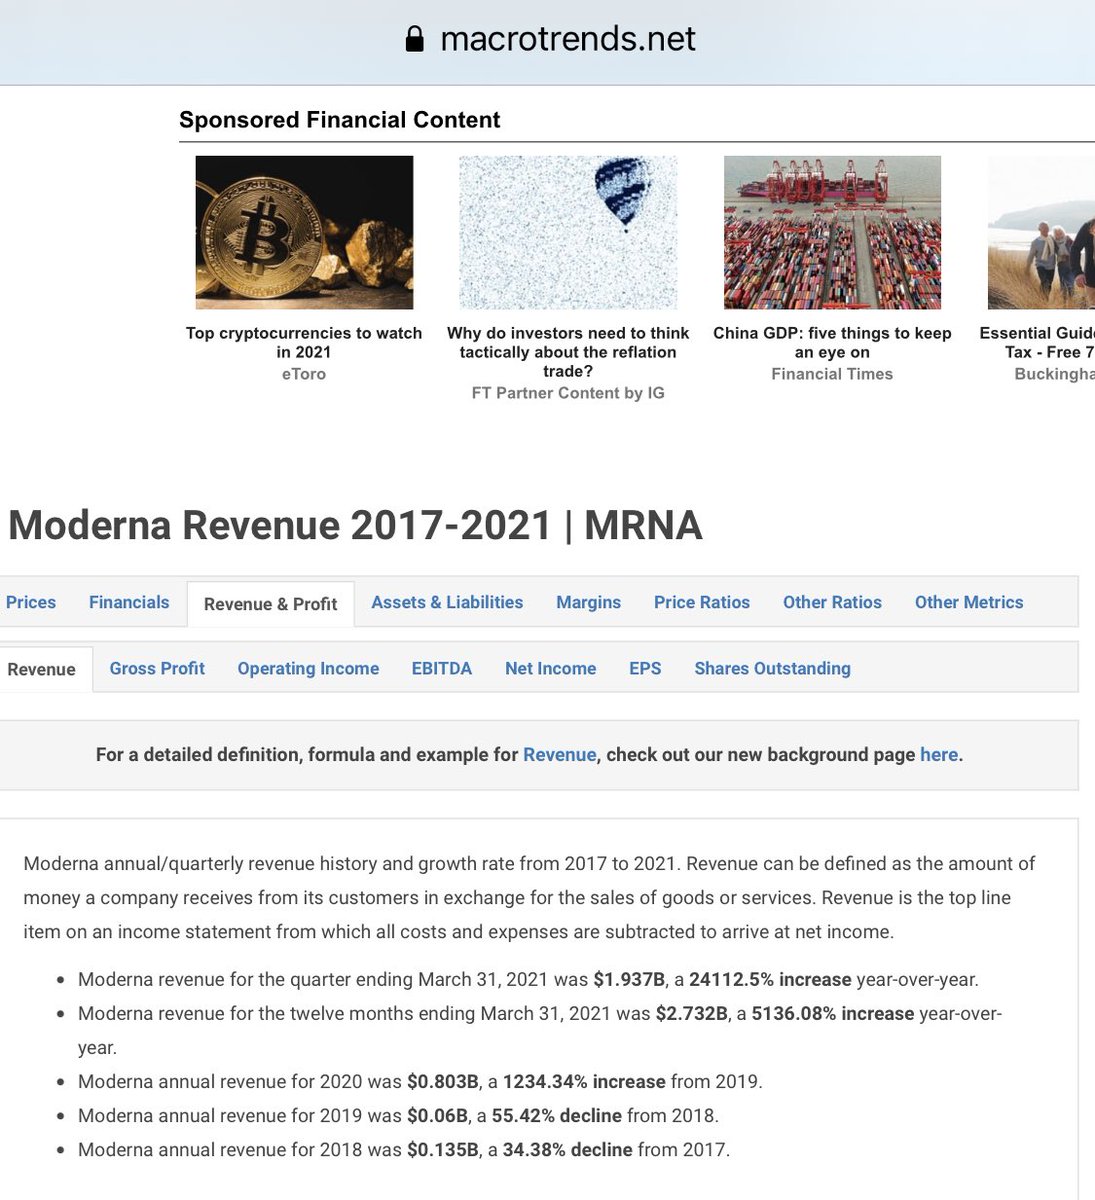 macrotrends.net
Sponsored Financial Content
Top cryptocurrencies to watch
in 2021
eToro
Why do investors need to think
tactically about the reflation
trade?
FT Partner Content by IG
China GDP: five things to keep
an eye on
Financial Times
Essential Guid
Tax - Free 7
Buckingha
Moderna Revenue 2017-2021 | MRNA
Prices Financials Revenue & Profit Assets & Liabilities Margins Price Ratios Other Ratios Other Metrics
Revenue Gross Profit Operating Income EBITDA Net Income EPS Shares Outstanding
For a detailed definition, formula and example for Revenue, check out our new background page here.
Moderna annual/quarterly revenue history and growth rate from 2017 to 2021. Revenue can be defined as the amount of
money a company receives from its customers in exchange for the sales of goods or services. Revenue is the top line
item on an income statement from which all costs and expenses are subtracted to arrive at net income.
• Moderna revenue for the quarter ending March 31, 2021 was $1.937B, a 24112.5% increase year-over-year.
• Moderna revenue for the twelve months ending March 31, 2021 was $2.732B, a 5136.08% increase year-over-
year.
• Moderna annual revenue for 2020 was $0.803B, a 1234.34% increase from 2019.
• Moderna annual revenue for 2019 was $0.06B, a 55.42% decline from 2018.
• Moderna annual revenue for 2018 was $0.135B, a 34.38% decline from 2017.